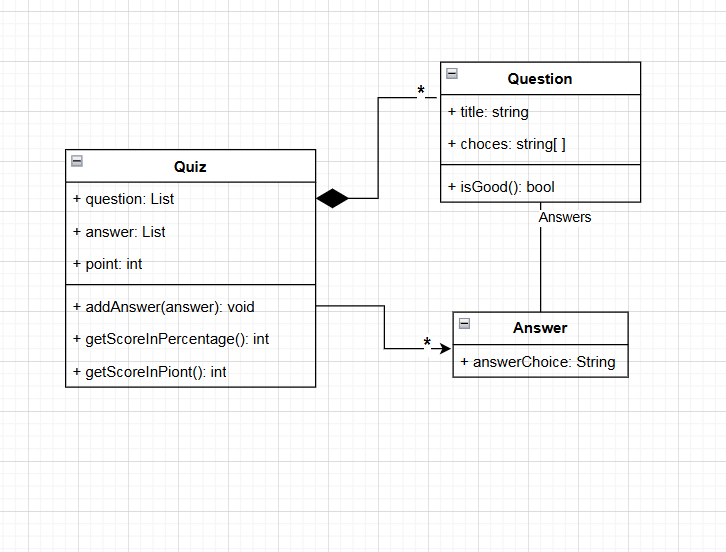 Quiz
+ question: List
+ answer: List
+ point: int
+ addAnswer(answer): void
+ getScoreInPercentage(): int
+ getScoreInPiont(): int
*
Question
+ title: string
+ choces: string[ ]
+ isGood(): bool
Answers
*
Answer
+ answerChoice: String